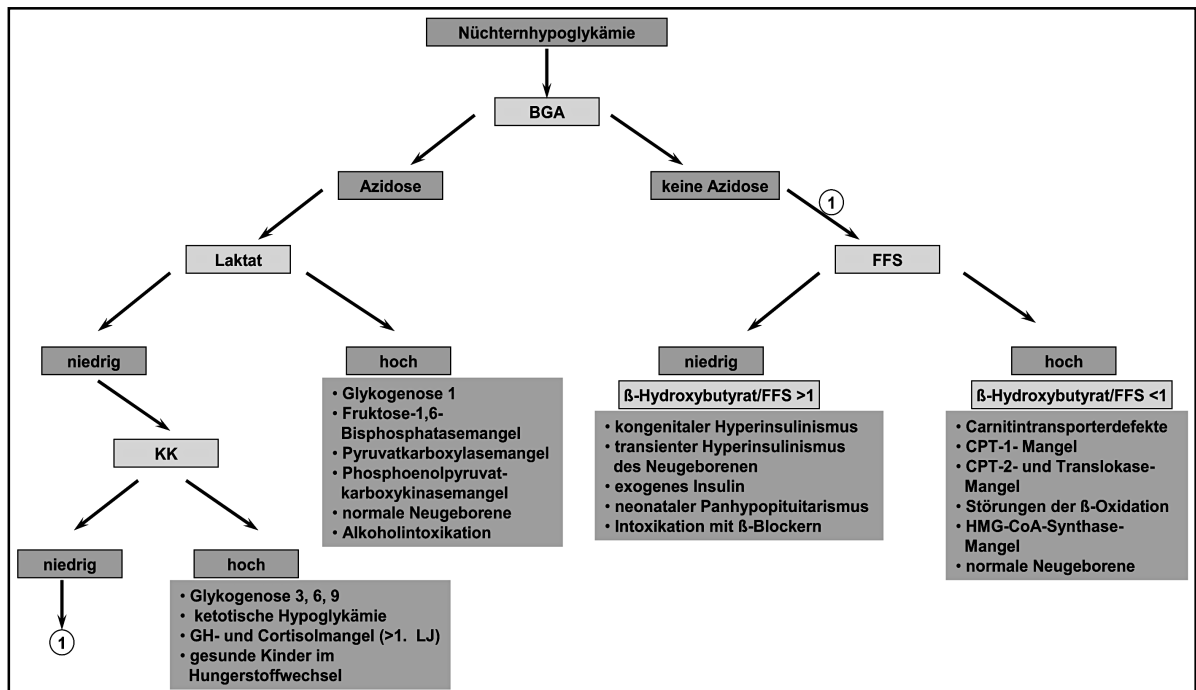 Nüchternhypoglykämie
BGA
Azidose
keine Azidose
1
Laktat
FFS
niedrig
hoch
niedrig
hoch
• Glykogenose 1
• Fruktose-1,6-
Bisphosphatasemangel
• Pyruvatkarboxylasemangel
• Phosphoenolpyruvat-
karboxykinasemangel
• normale Neugeborene
• Alkoholintoxikation
ß-Hydroxybutyrat/FFS >1
• kongenitaler Hyperinsulinismus
• transienter Hyperinsulinismus
des Neugeborenen
• exogenes Insulin
• neonataler Panhypopituitarismus
• Intoxikation mit ß-Blockern
ß-Hydroxybutyrat/FFS <1
• Carnitintransporterdefekte
• CPT-1- Mangel
• CPT-2- und Translokase-
Mangel
• Störungen der ß-Oxidation
• HMG-CoA-Synthase-
Mangel
• normale Neugeborene
KK
niedrig
hoch
1
• Glykogenose 3, 6, 9
• ketotische Hypoglykämie
• GH- und Cortisolmangel (>1. LJ)
• gesunde Kinder im
Hungerstoffwechsel